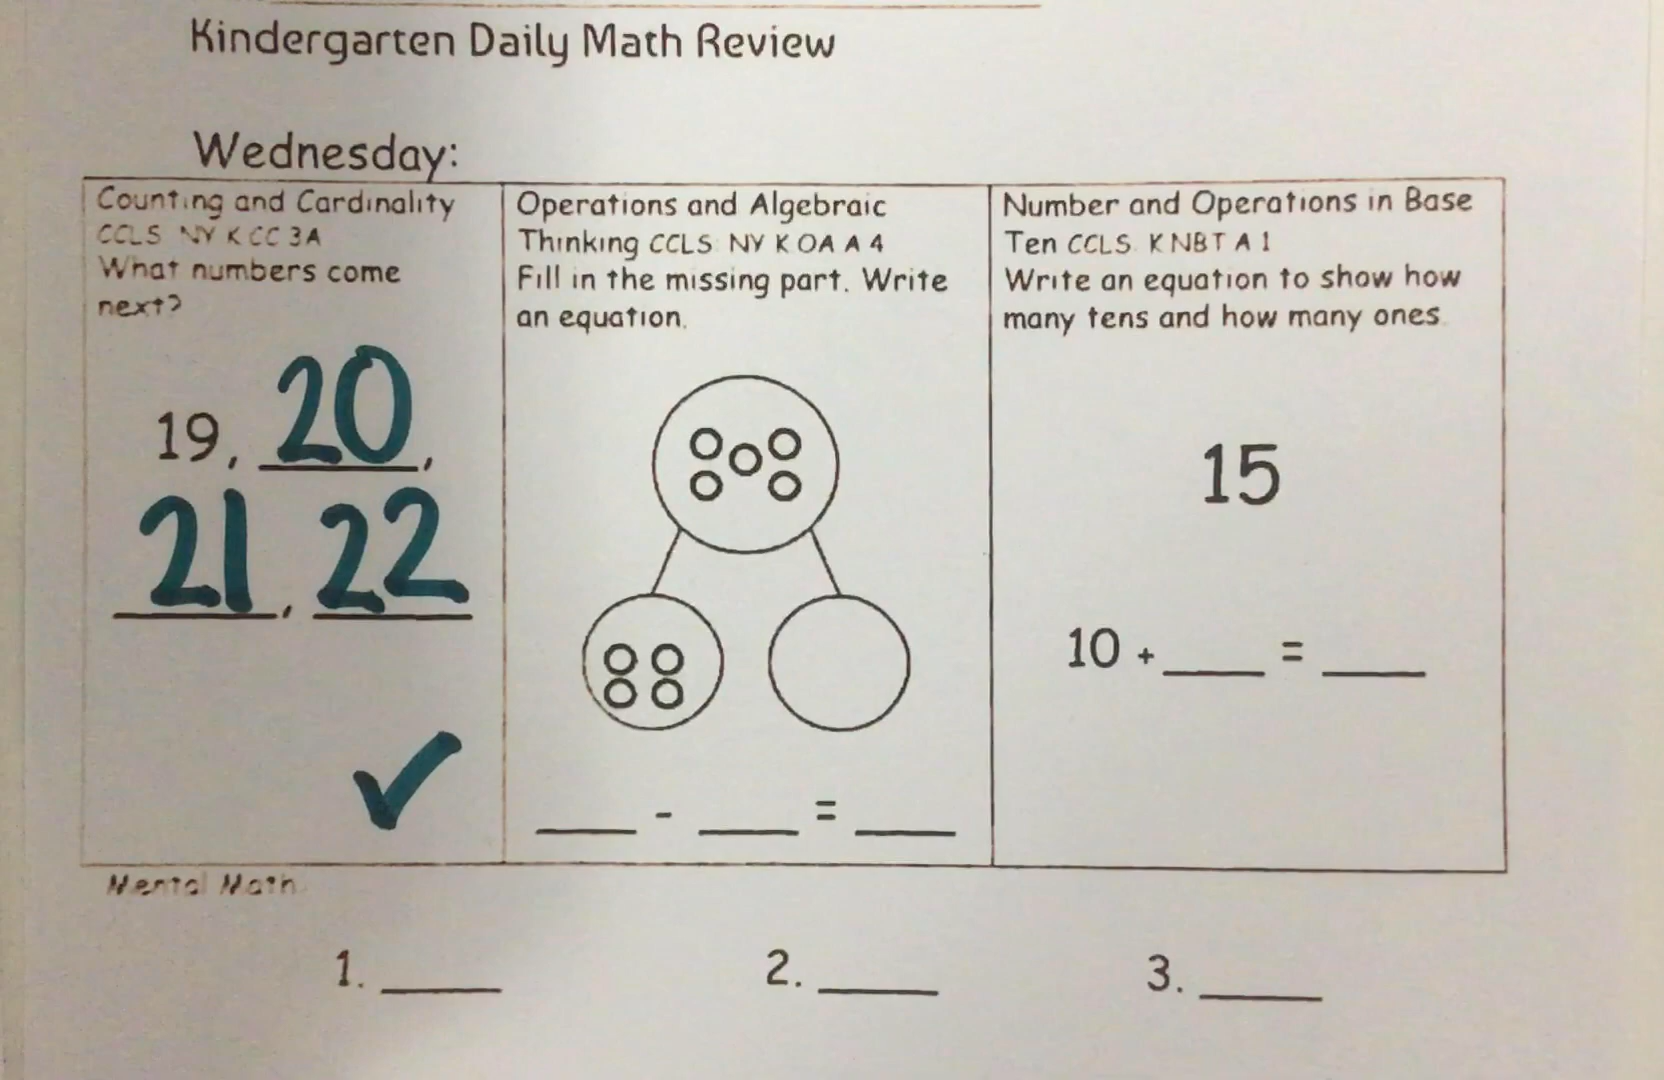 Kindergarten Daily Math Review
Wednesday:
Counting and Cardinality
CCLS NY K CC 3A
What numbers come
next?
19, 20,
21, 22
Operations and Algebraic
Thinking CCLS NY K OA A 4
Fill in the missing part. Write
an equation.
___ - ___ = ___
Number and Operations in Base
Ten CCLS K NBT A 1
Write an equation to show how
many tens and how many ones.
15
10 + ___ = ___
Mental Math
1. ___ 2. ___ 3. ___